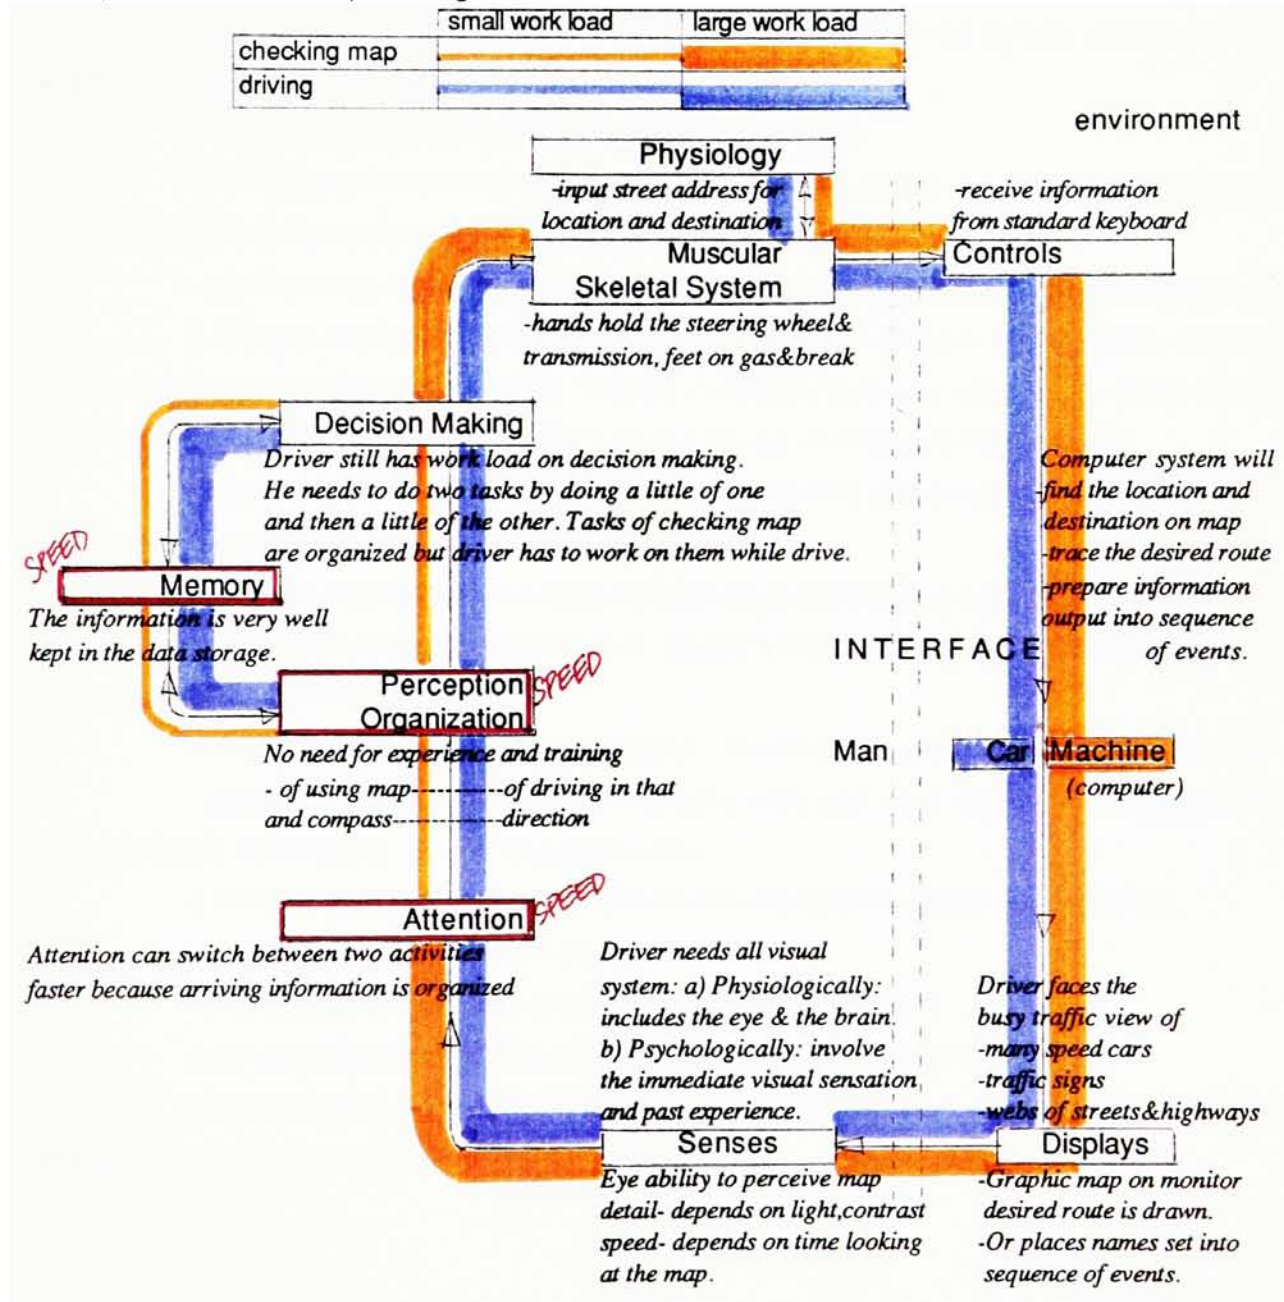 small work load
large work load
checking map
driving
environment
Physiology
-input street address for
location and destination
-receive information
from standard keyboard
Muscular
Skeletal System
Controls
-hands hold the steering wheel&
transmission, feet on gas&break
Decision Making
Driver still has work load on decision making.
He needs to do two tasks by doing a little of one
and then a little of the other. Tasks of checking map
are organized but driver has to work on them while drive.
Computer system will
-find the location and
destination on map
-trace the desired route
-prepare information
output into sequence
of events.
SPEED
Memory
The information is very well
kept in the data storage.
INTERFACE
Perception
Organization
SPEED
No need for experience and training
- of using map---------of driving in that
and compass-----------direction
Man
Car
Machine
(computer)
Attention
SPEED
Attention can switch between two activities
faster because arriving information is organized
Driver needs all visual
system: a) Physiologically:
includes the eye & the brain.
b) Psychologically: involve
the immediate visual sensation
and past experience.
Driver faces the
busy traffic view of
-many speed cars
-traffic signs
-webs of streets&highways
Senses
Displays
Eye ability to perceive map
detail- depends on light,contrast
speed- depends on time looking
at the map.
-Graphic map on monitor
desired route is drawn.
-Or places names set into
sequence of events.